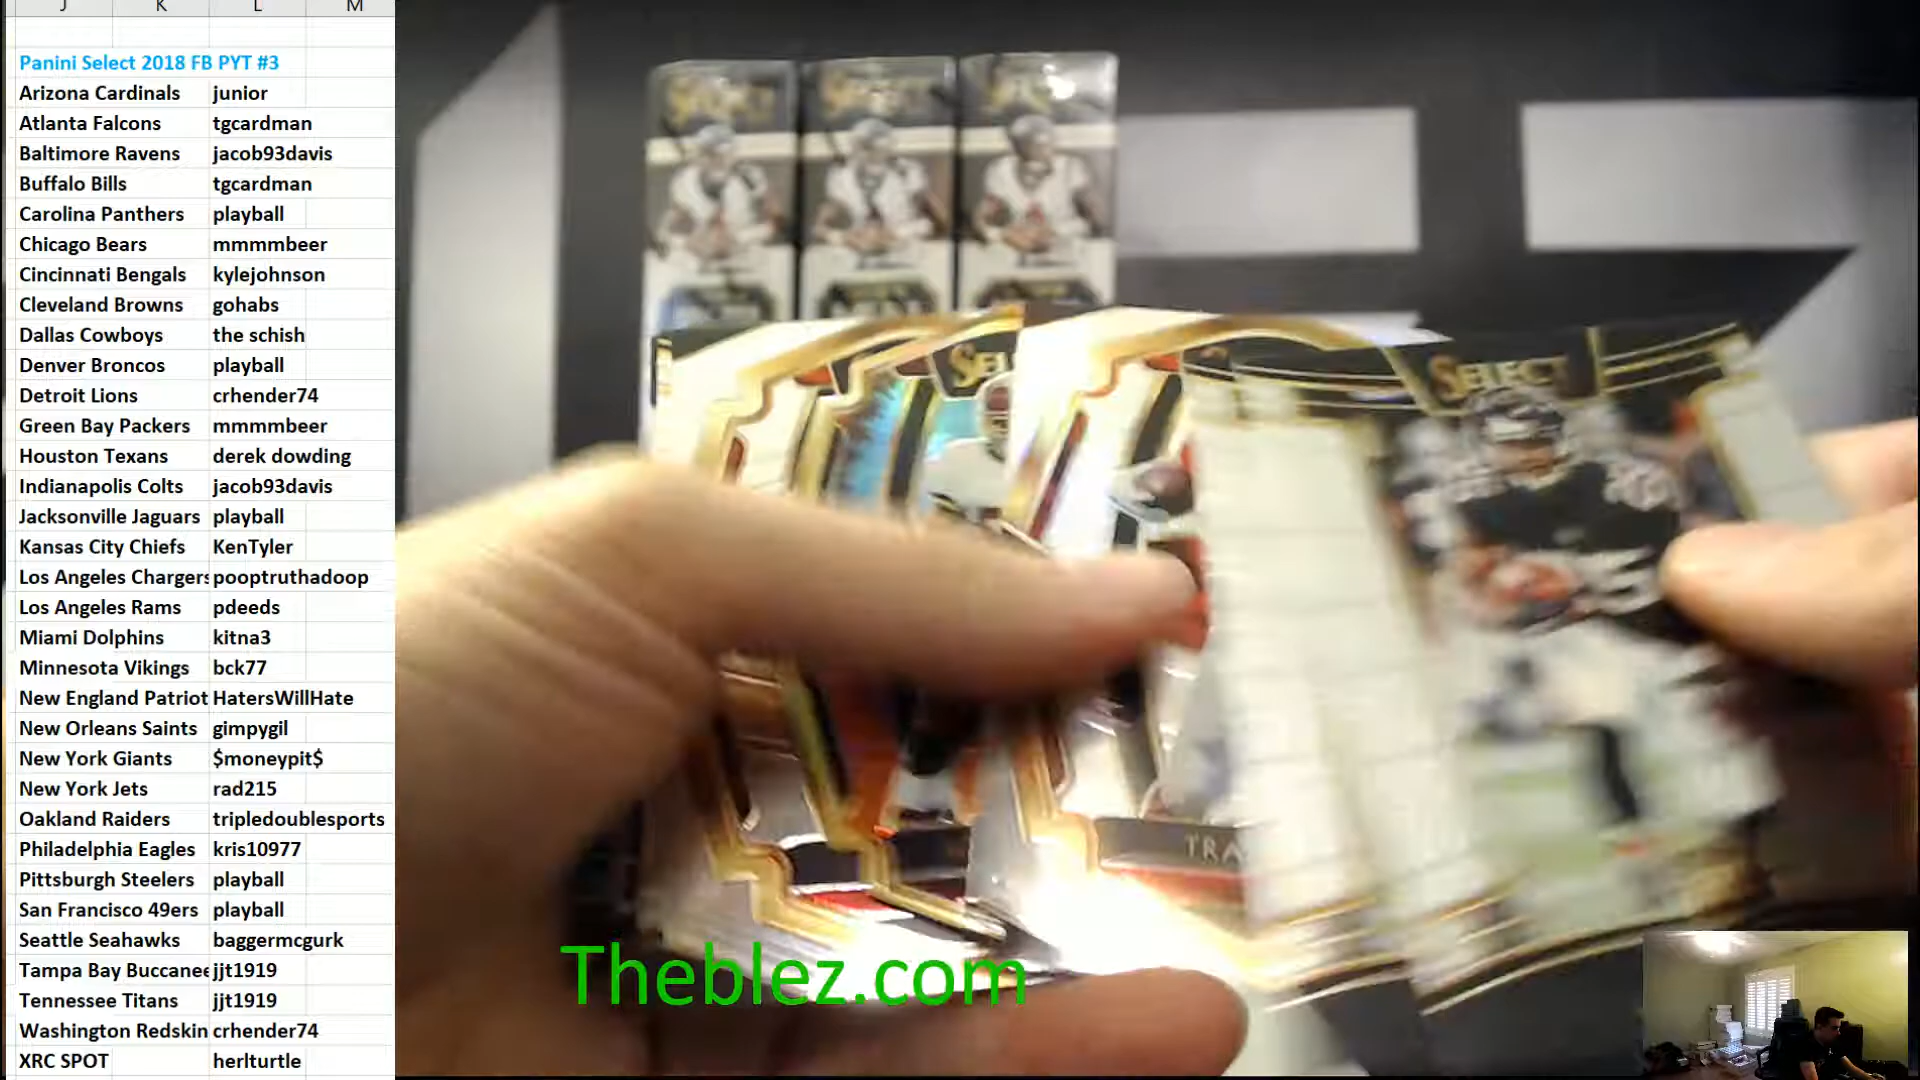 J K L M
Panini Select 2018 FB PYT #3
Arizona Cardinals junior
Atlanta Falcons tgcardman
Baltimore Ravens jacob93davis
Buffalo Bills tgcardman
Carolina Panthers playball
Chicago Bears mmmmbeer
Cincinnati Bengals kylejohnson
Cleveland Browns gohabs
Dallas Cowboys the schish
Denver Broncos playball
Detroit Lions crhender74
Green Bay Packers mmmmbeer
Houston Texans derek dowding
Indianapolis Colts jacob93davis
Jacksonville Jaguars playball
Kansas City Chiefs KenTyler
Los Angeles Chargers pooptruthadoop
Los Angeles Rams pdeeds
Miami Dolphins kitna3
Minnesota Vikings bck77
New England Patriot HatersWillHate
New Orleans Saints gimpygil
New York Giants $moneypit$
New York Jets rad215
Oakland Raiders tripledoublesports
Philadelphia Eagles kris10977
Pittsburgh Steelers playball
San Francisco 49ers playball
Seattle Seahawks baggermcgurk
Tampa Bay Buccanee jjt1919
Tennessee Titans jjt1919
Washington Redskin crhender74
XRC SPOT herlturtle
SELECT SELECT
SEL SELECT
TRA
Theblez.com